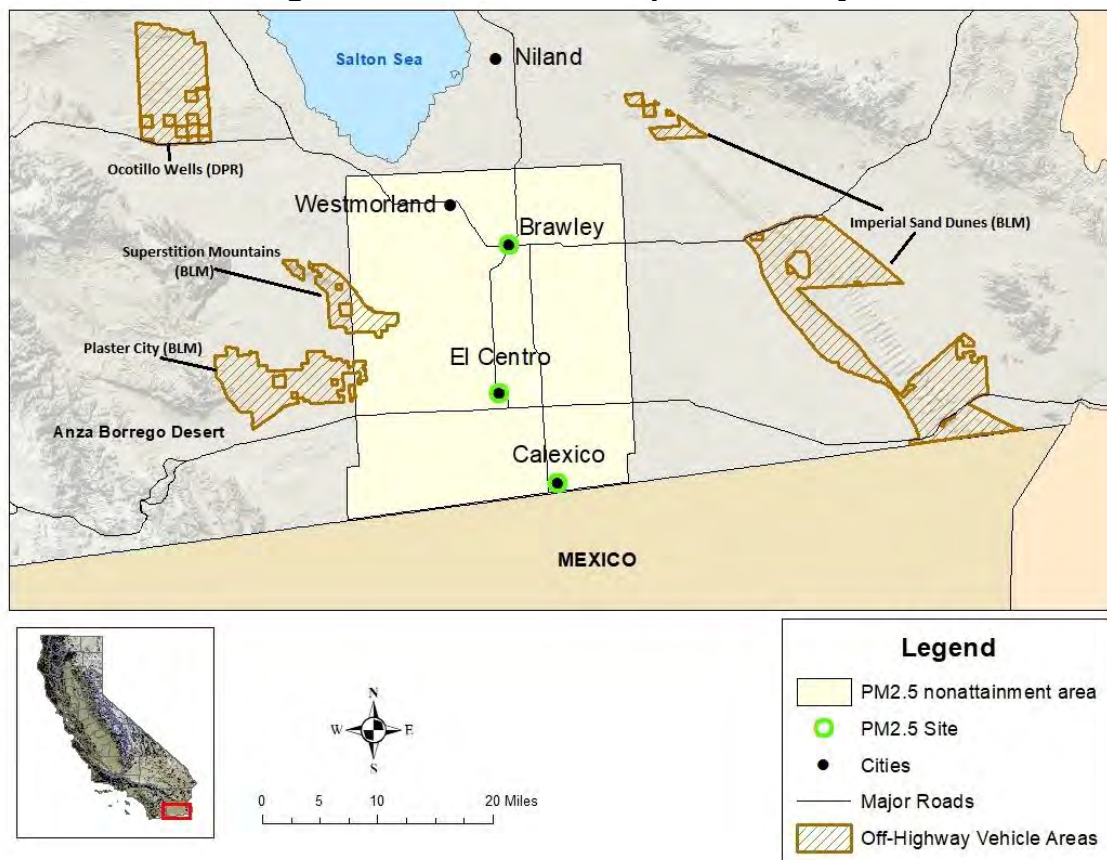 Salton Sea
Niland
Ocotillo Wells (DPR)
Westmorland
Brawley
Imperial Sand Dunes (BLM)
Superstition Mountains
(BLM)
El Centro
Plaster City (BLM)
Anza Borrego Desert
Calexico
MEXICO
Legend
PM2.5 nonattainment area
PM2.5 Site
Cities
Major Roads
Off-Highway Vehicle Areas
N
W
E
S
0 5 10 20 Miles